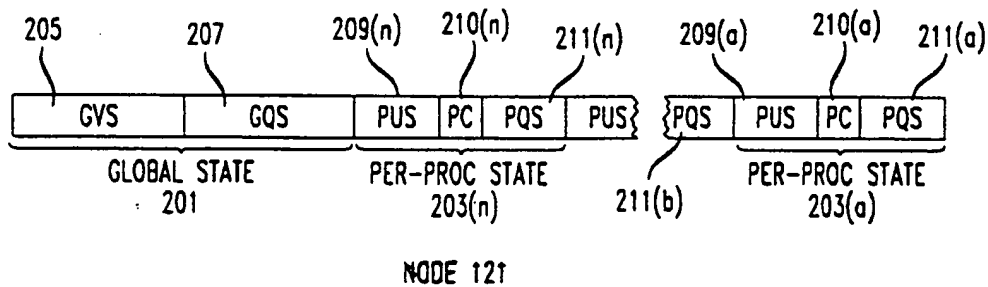 205 207 209(n) 210(n) 211(n) 209(a) 210(a) 211(a)
GVS GQS PUS PC PQS PUS PQS PUS PC PQS
GLOBAL STATE PER-PROC STATE PER-PROC STATE
201 203(n) 211(b) 203(a)
NODE 121